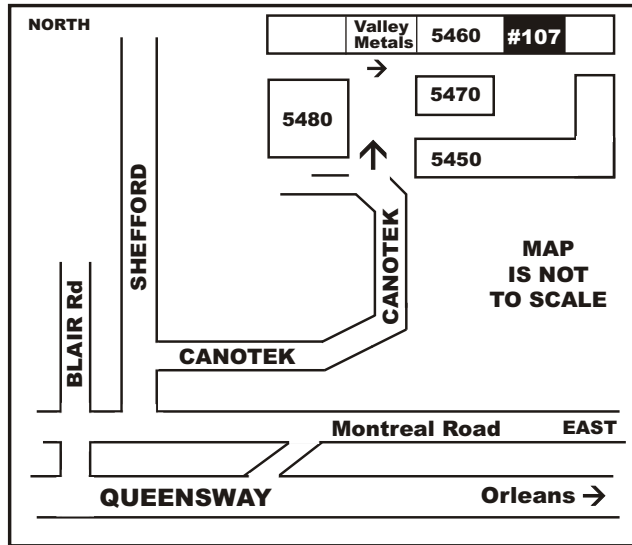 NORTH
Valley
Metals
5460
#107
5480
5470
5450
SHEFFORD
CANOTEK
BLAIR Rd
MAP
IS NOT
TO SCALE
CANOTEK
Montreal Road
EAST
QUEENSWAY
Orleans →